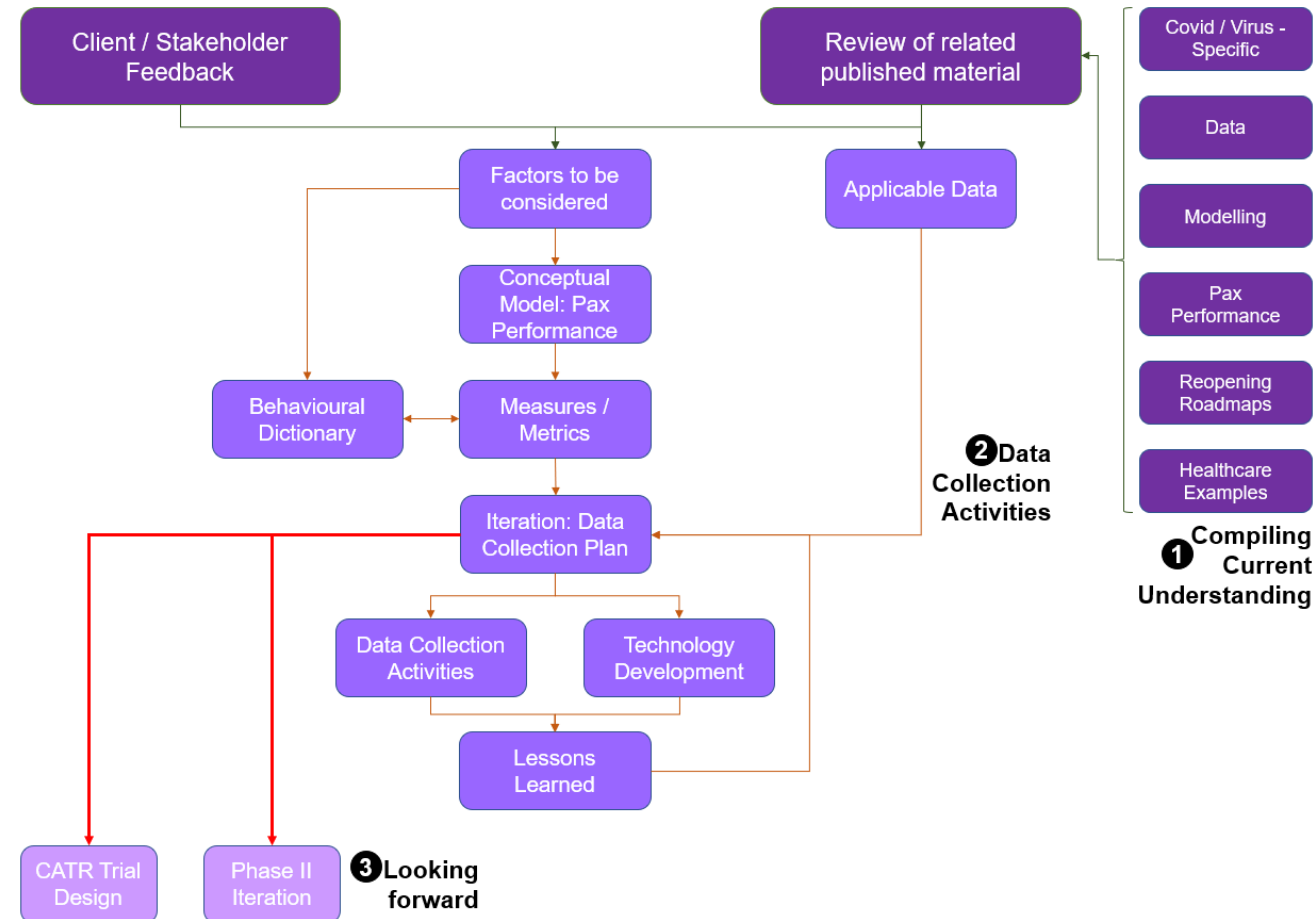 Client / Stakeholder
Feedback
Review of related
published material
Covid / Virus -
Specific
Data
Modelling
Pax
Performance
Reopening
Roadmaps
Healthcare
Examples
1 Compiling
Current
Understanding
Factors to be
considered
Applicable Data
Conceptual
Model: Pax
Performance
Behavioural
Dictionary
Measures /
Metrics
2 Data
Collection
Activities
Iteration: Data
Collection Plan
Data Collection
Activities
Technology
Development
Lessons
Learned
CATR Trial
Design
Phase II
Iteration
3 Looking
forward